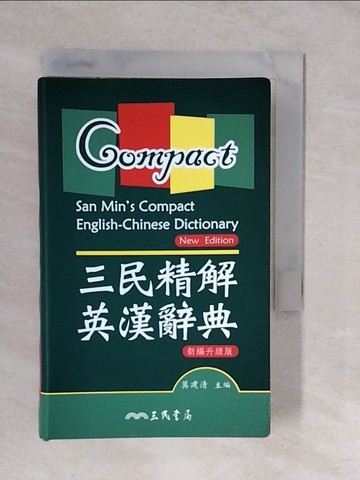 Compact
San Min's Compact
English-Chinese Dictionary
New Edition
三民精解
英漢辭典
新編升級版
莫建清 主編
三民書局